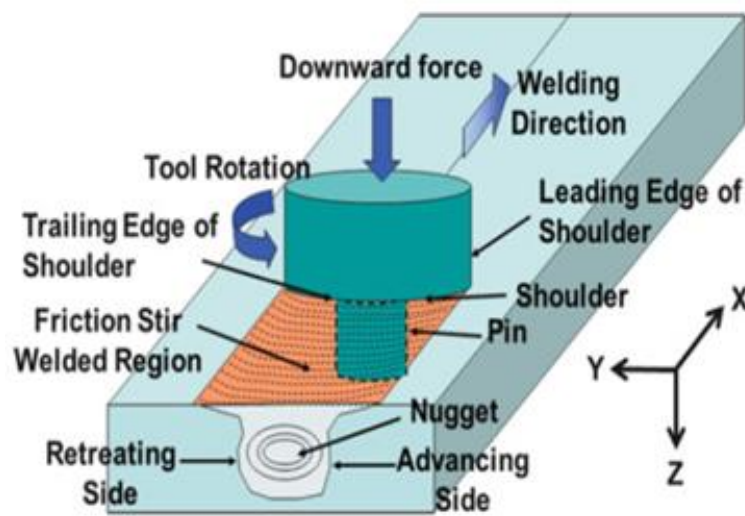 Downward force
Welding
Direction
Tool Rotation
Trailing Edge of
Shoulder
Leading Edge of
Shoulder
Friction Stir
Welded Region
Shoulder
Pin
X
Y
Z
Nugget
Retreating
Side
Advancing
Side